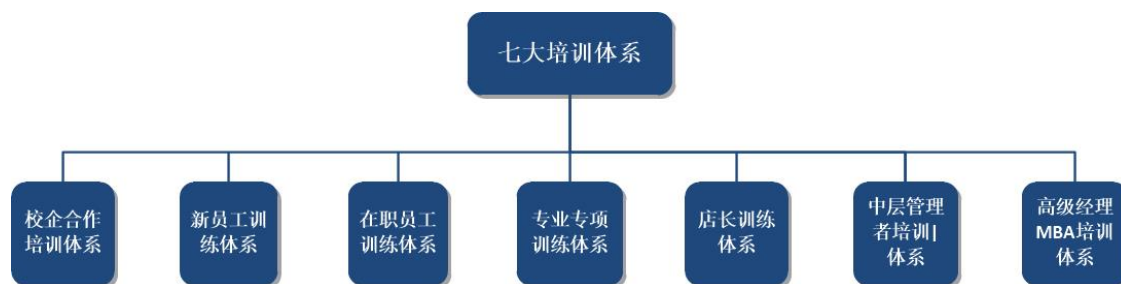 七大培训体系
校企合作
培训体系
新员工训
练体系
在职员工
训练体系
专业专项
训练体系
店长训练
体系
中层管理
者培训|
体系
高级经理
MBA培训
体系